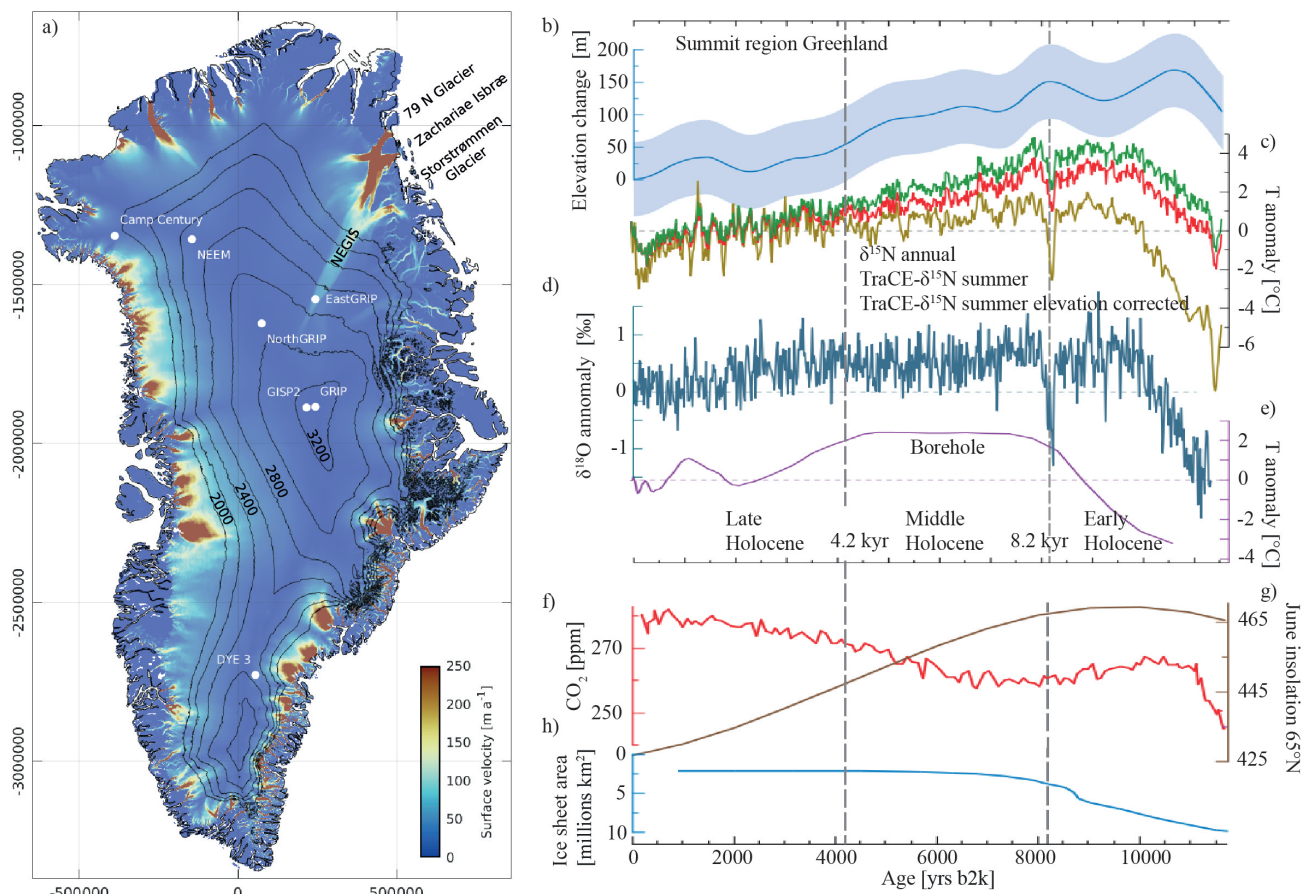 a)
79 N Glacier
Zachariae Isbræ
Storstrømmen
Glacier
Camp Century
NEEM
NEGIS
EastGRIP
NorthGRIP
GISP2
GRIP
3200
2800
2400
2000
DYE 3
-1000000
-1500000
-2000000
-2500000
-3000000
-500000
0
500000
250
200
150
100
50
0
Surface velocity [m a⁻¹]
b)
Summit region Greenland
Elevation change [m]
200
150
100
50
0
c)
4
2
0
-2
-4
-6
T anomaly [°C]
δ¹⁵N annual
TraCE-δ¹⁵N summer
TraCE-δ¹⁵N summer elevation corrected
d)
δ¹⁸O annomaly [‰]
1
0
-1
e)
Borehole
2
0
-2
-4
T anomaly [°C]
Late
Holocene
4.2 kyr
Middle
Holocene
8.2 kyr
Early
Holocene
f)
CO₂ [ppm]
270
250
g)
465
445
425
June insolation 65°N
h)
Ice sheet area
[millions km²]
0
5
10
0
2000
4000
6000
8000
10000
Age [yrs b2k]